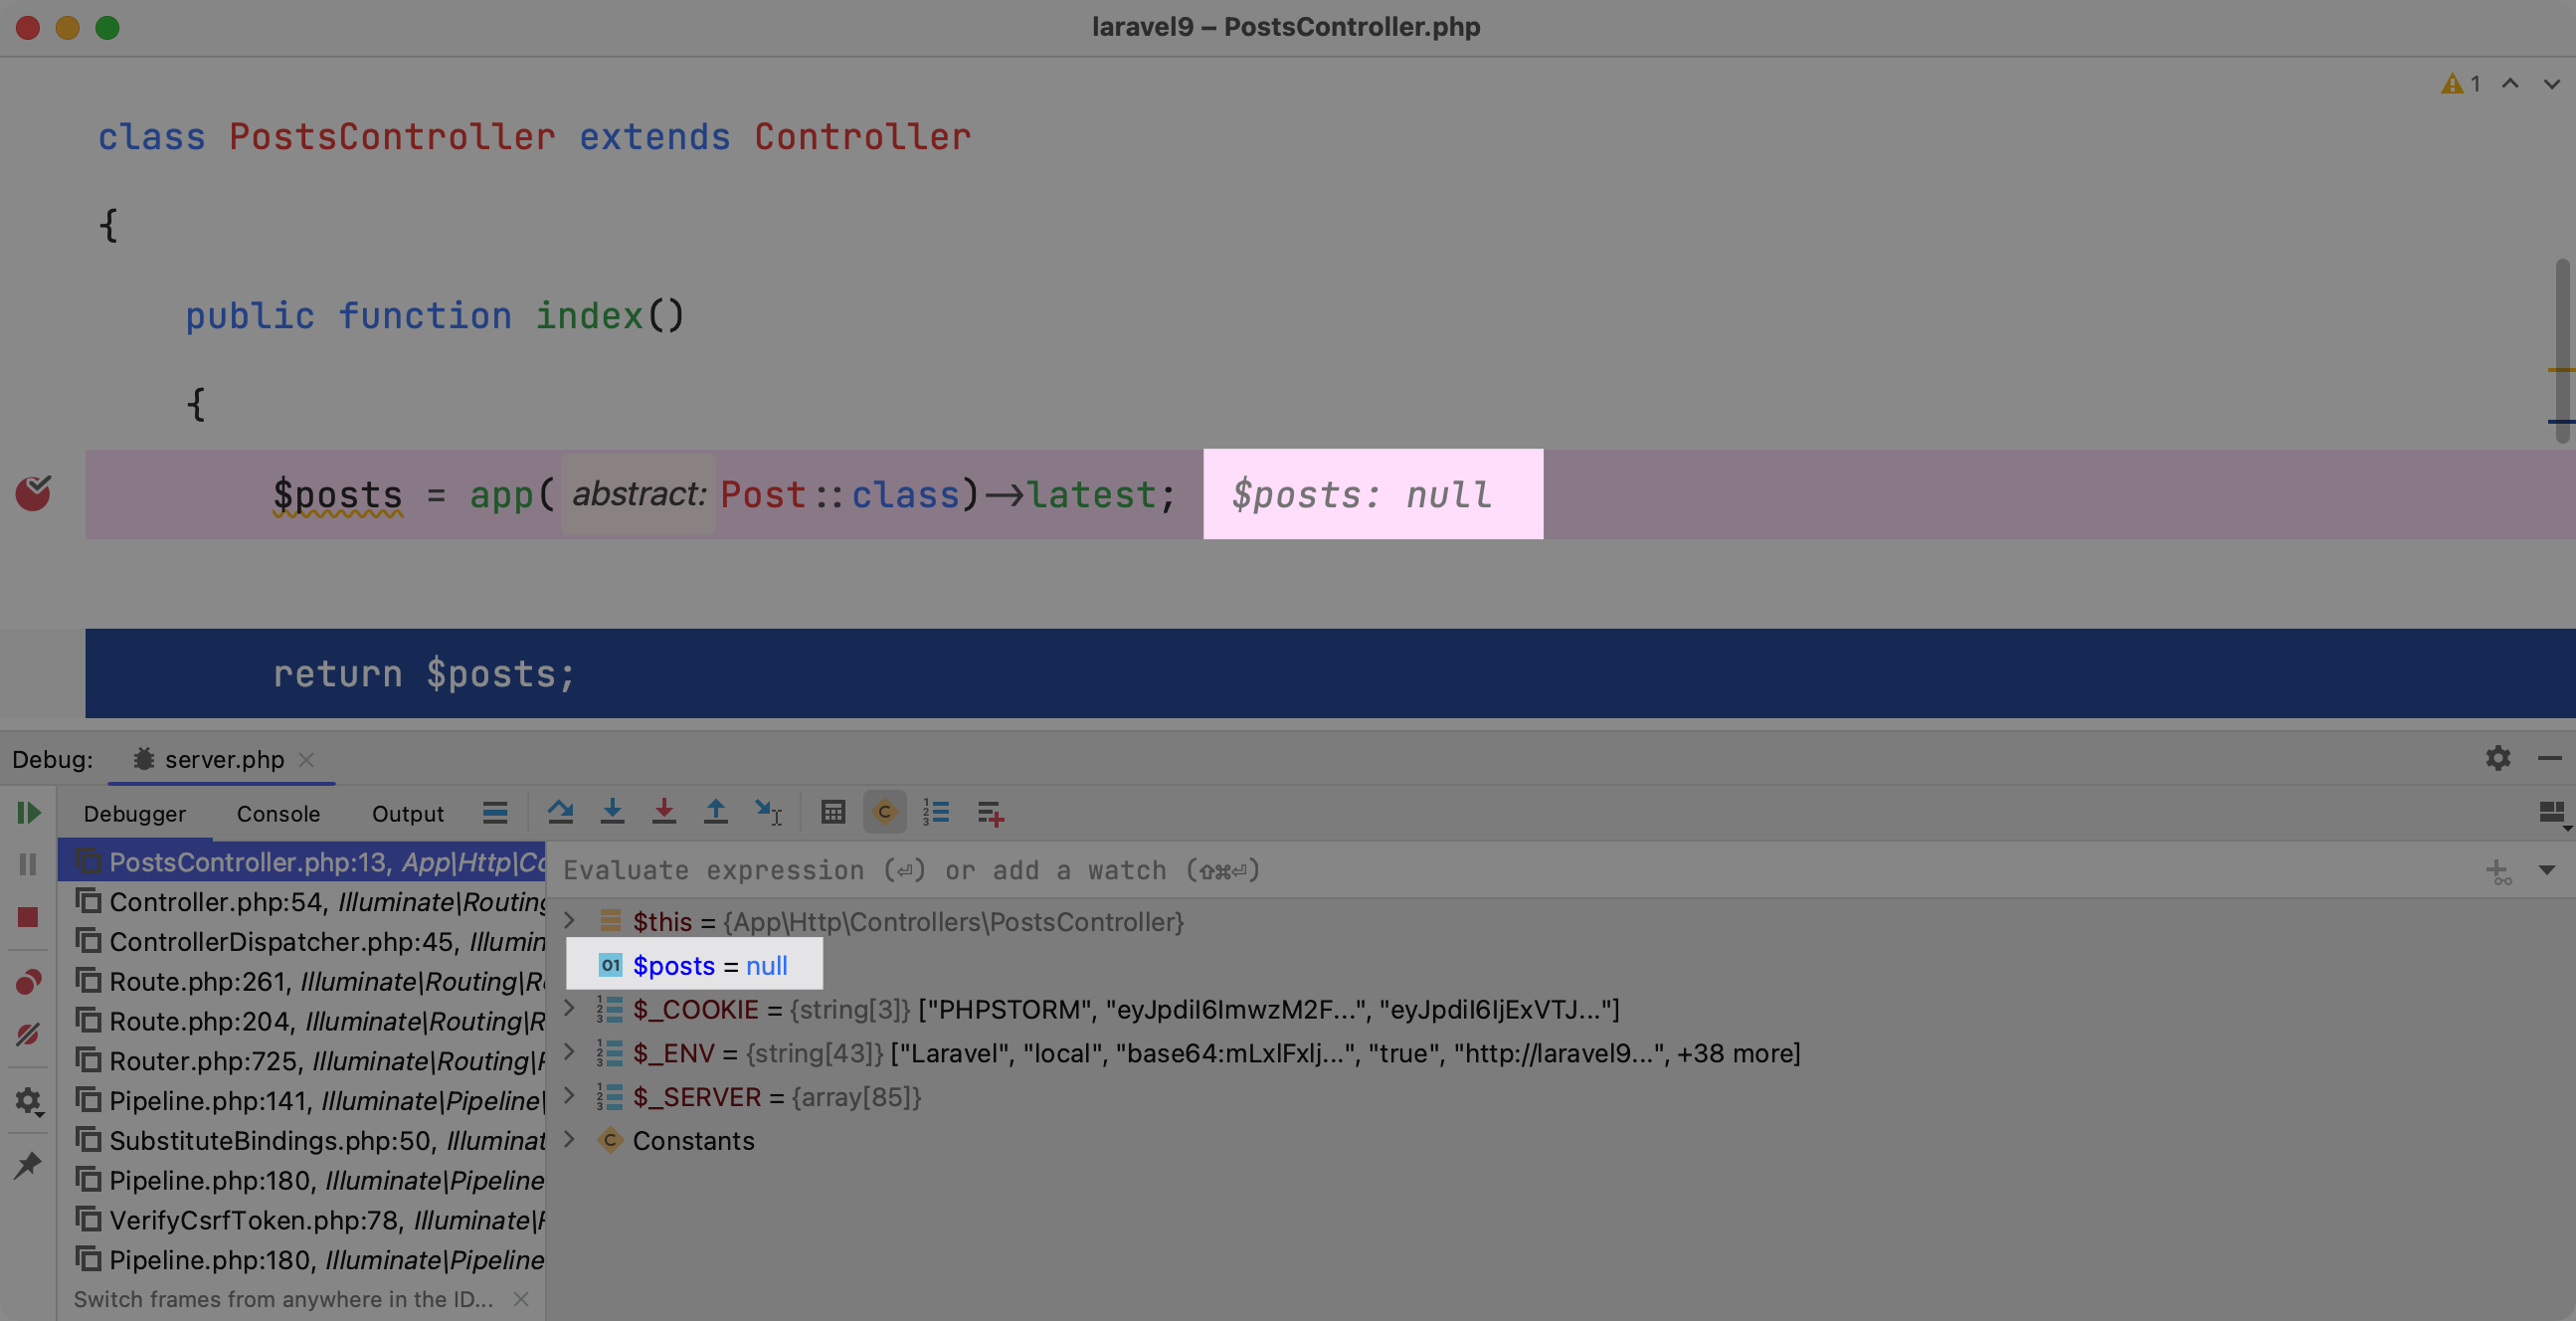 laravel9 – PostsController.php
1
class PostsController extends Controller
{
public function index()
{
$posts = app( abstract: Post::class)->latest; $posts: null
return $posts;
Debug: server.php
Debugger Console Output
PostsController.php:13, App\Http\Co
Controller.php:54, Illuminate\Routing
ControllerDispatcher.php:45, Illumin
Route.php:261, Illuminate\Routing\R
Route.php:204, Illuminate\Routing\R
Router.php:725, Illuminate\Routing\
Pipeline.php:141, Illuminate\Pipeline\
SubstituteBindings.php:50, Illuminat
Pipeline.php:180, Illuminate\Pipeline
VerifyCsrfToken.php:78, Illuminate\
Pipeline.php:180, Illuminate\Pipeline
Switch frames from anywhere in the ID...
Evaluate expression (⏎) or add a watch (⇧⌘⏎)
$this = {App\Http\Controllers\PostsController}
01 $posts = null
$_COOKIE = {string[3]} ["PHPSTORM", "eyJpdiI6ImwzM2F...", "eyJpdiI6IjExVTJ..."]
$_ENV = {string[43]} ["Laravel", "local", "base64:mLxlFxlj...", "true", "http://laravel9...", +38 more]
$_SERVER = {array[85]}
C Constants